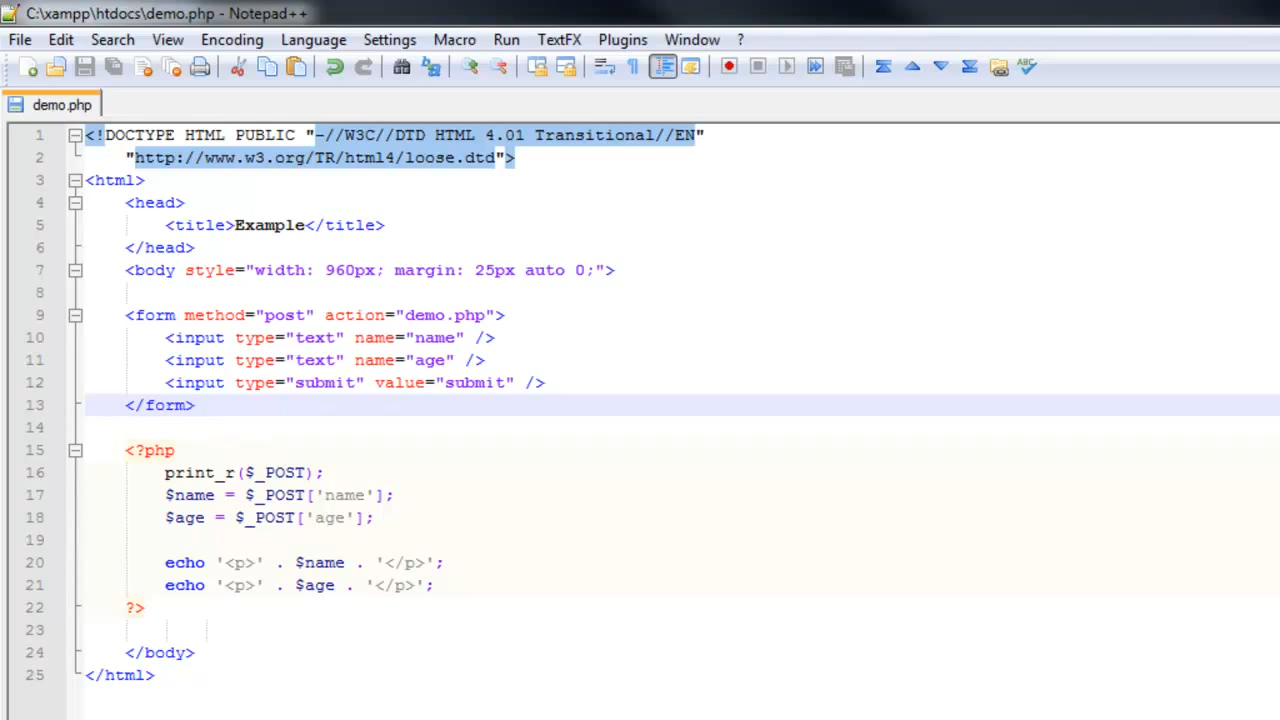 C:\xampp\htdocs\demo.php - Notepad++
File Edit Search View Encoding Language Settings Macro Run TextFX Plugins Window ?
demo.php
1 <!DOCTYPE HTML PUBLIC "-//W3C//DTD HTML 4.01 Transitional//EN"
2 "http://www.w3.org/TR/html4/loose.dtd">
3 <html>
4 <head>
5 <title>Example</title>
6 </head>
7 <body style="width: 960px; margin: 25px auto 0;">
8
9 <form method="post" action="demo.php">
10 <input type="text" name="name" />
11 <input type="text" name="age" />
12 <input type="submit" value="submit" />
13 </form>
14
15 <?php
16 print_r($_POST);
17 $name = $_POST['name'];
18 $age = $_POST['age'];
19
20 echo '<p>' . $name . '</p>';
21 echo '<p>' . $age . '</p>';
22 ?>
23
24 </body>
25 </html>